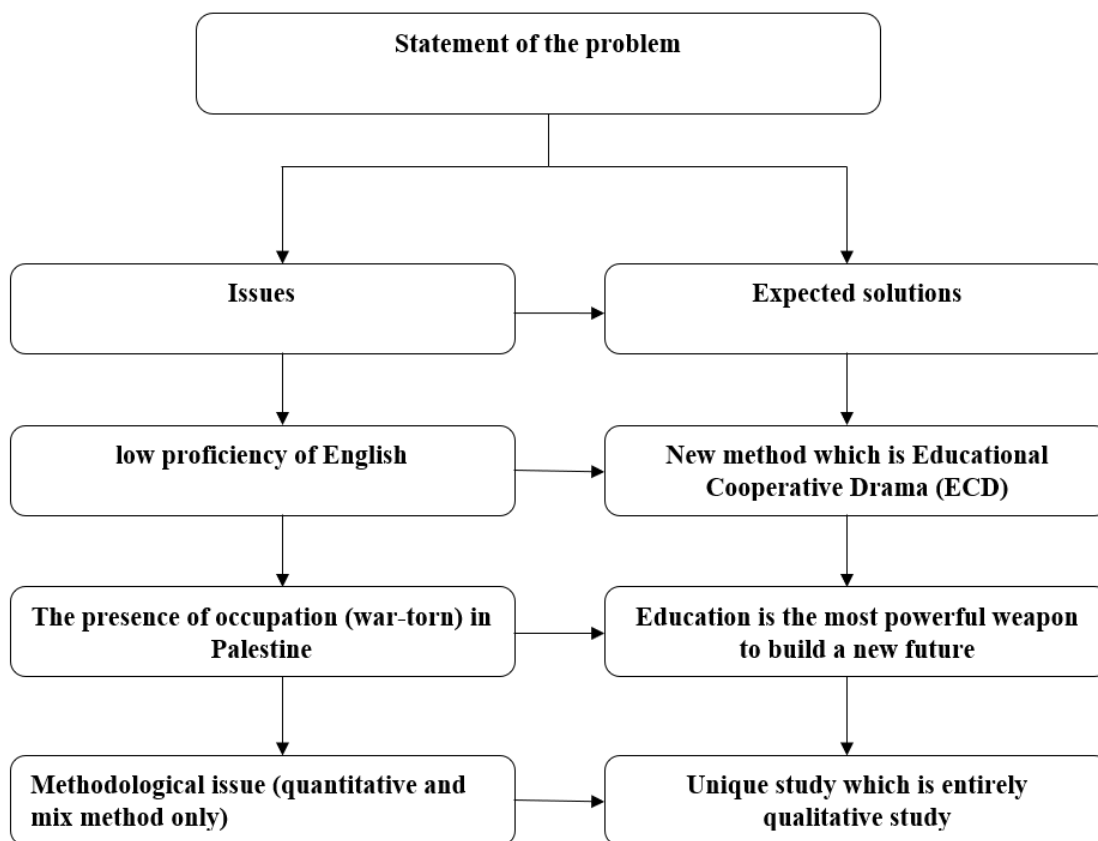 Statement of the problem
Issues
Expected solutions
low proficiency of English
New method which is Educational
Cooperative Drama (ECD)
The presence of occupation (war-torn) in
Palestine
Education is the most powerful weapon
to build a new future
Methodological issue (quantitative and
mix method only)
Unique study which is entirely
qualitative study